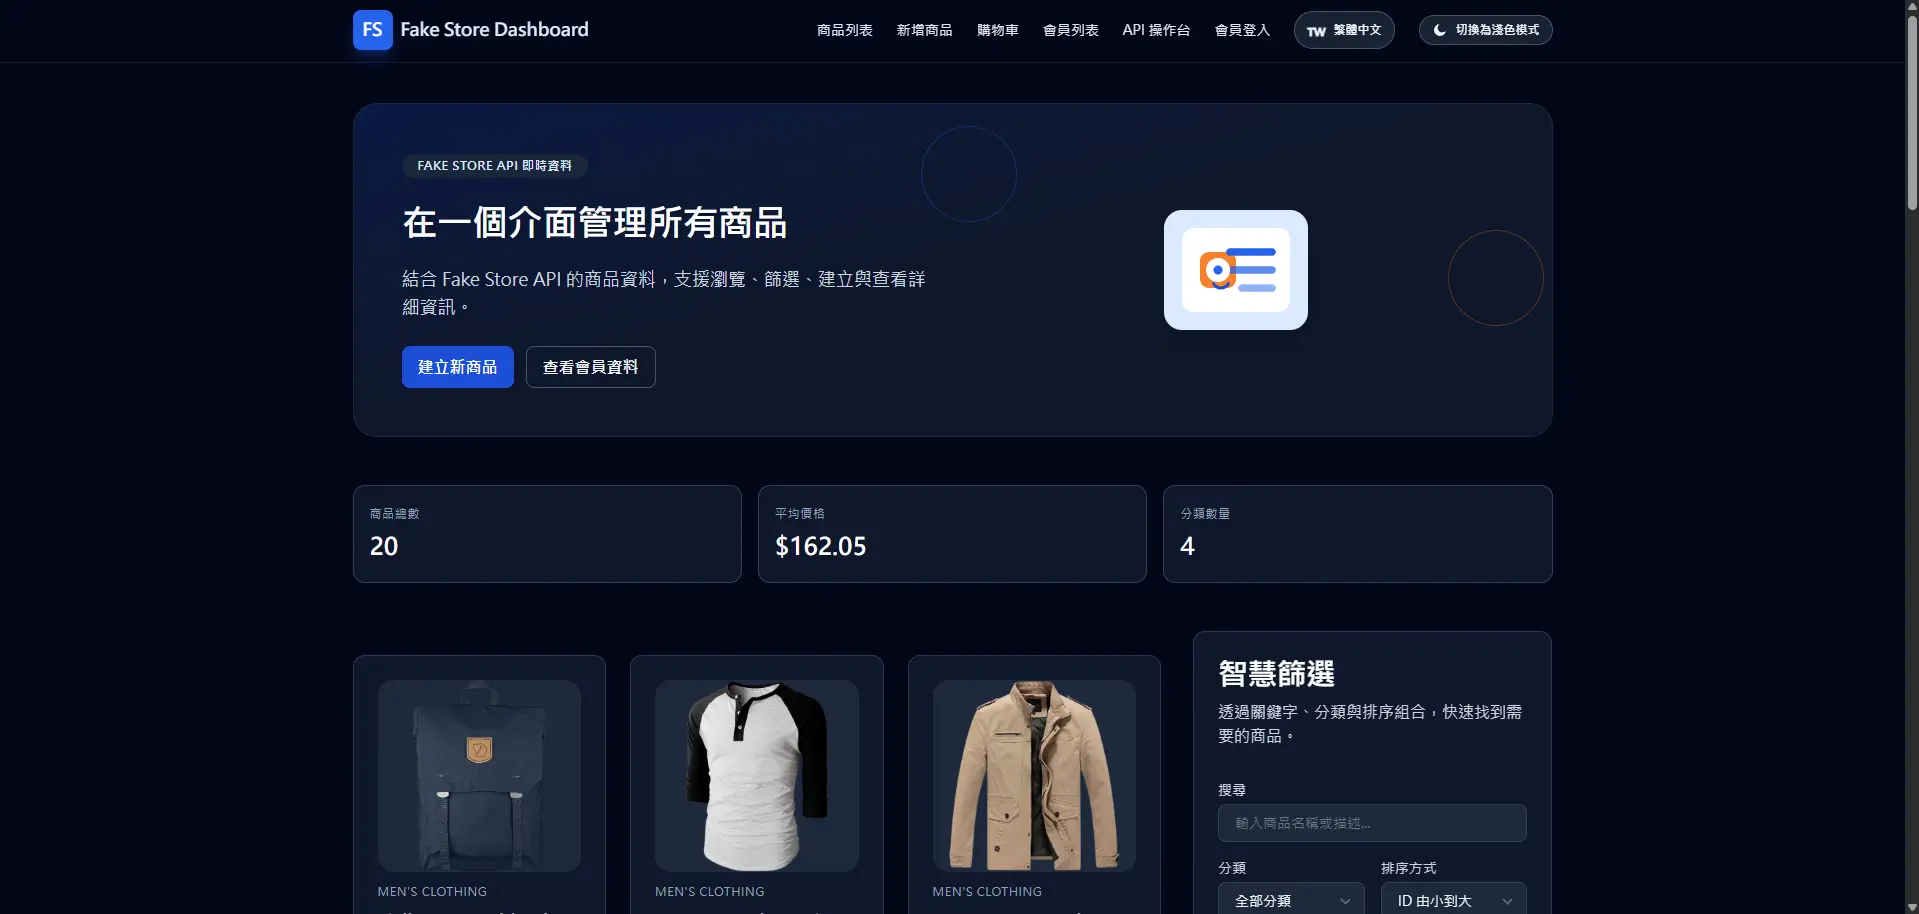 FS Fake Store Dashboard
商品列表 新增商品 購物車 會員列表 API 操作台 會員登入 TW 繁體中文 切換為淺色模式
FAKE STORE API 即時資料
在一個介面管理所有商品
結合 Fake Store API 的商品資料，支援瀏覽、篩選、建立與查看詳
細資訊。
建立新商品 查看會員資料
商品總數
20
平均價格
$162.05
分類數量
4
MEN'S CLOTHING
MEN'S CLOTHING
MEN'S CLOTHING
智慧篩選
透過關鍵字、分類與排序組合，快速找到需
要的商品。
搜尋
輸入商品名稱或描述...
分類 排序方式
全部分類 ID 由小到大